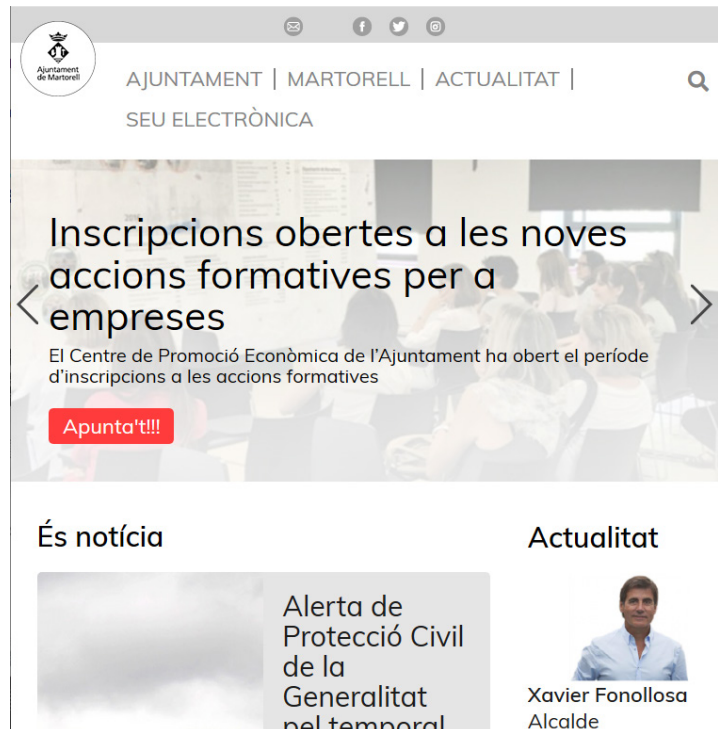 Ajuntament
de Martorell
AJUNTAMENT | MARTORELL | ACTUALITAT |
SEU ELECTRÒNICA
Inscripcions obertes a les noves
accions formatives per a
empreses
El Centre de Promoció Econòmica de l'Ajuntament ha obert el període
d'inscripcions a les accions formatives
Apunta't!!!
És notícia
Actualitat
Alerta de
Protecció Civil
de la
Generalitat
pel temporal
Xavier Fonollosa
Alcalde